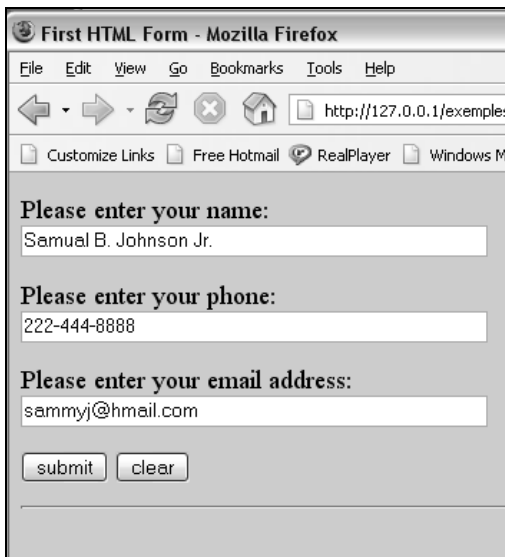 First HTML Form - Mozilla Firefox
File Edit View Go Bookmarks Tools Help
http://127.0.0.1/exemples
Customize Links Free Hotmail RealPlayer Windows M
Please enter your name:
Samual B. Johnson Jr.
Please enter your phone:
222-444-8888
Please enter your email address:
sammyj@hmail.com
submit clear